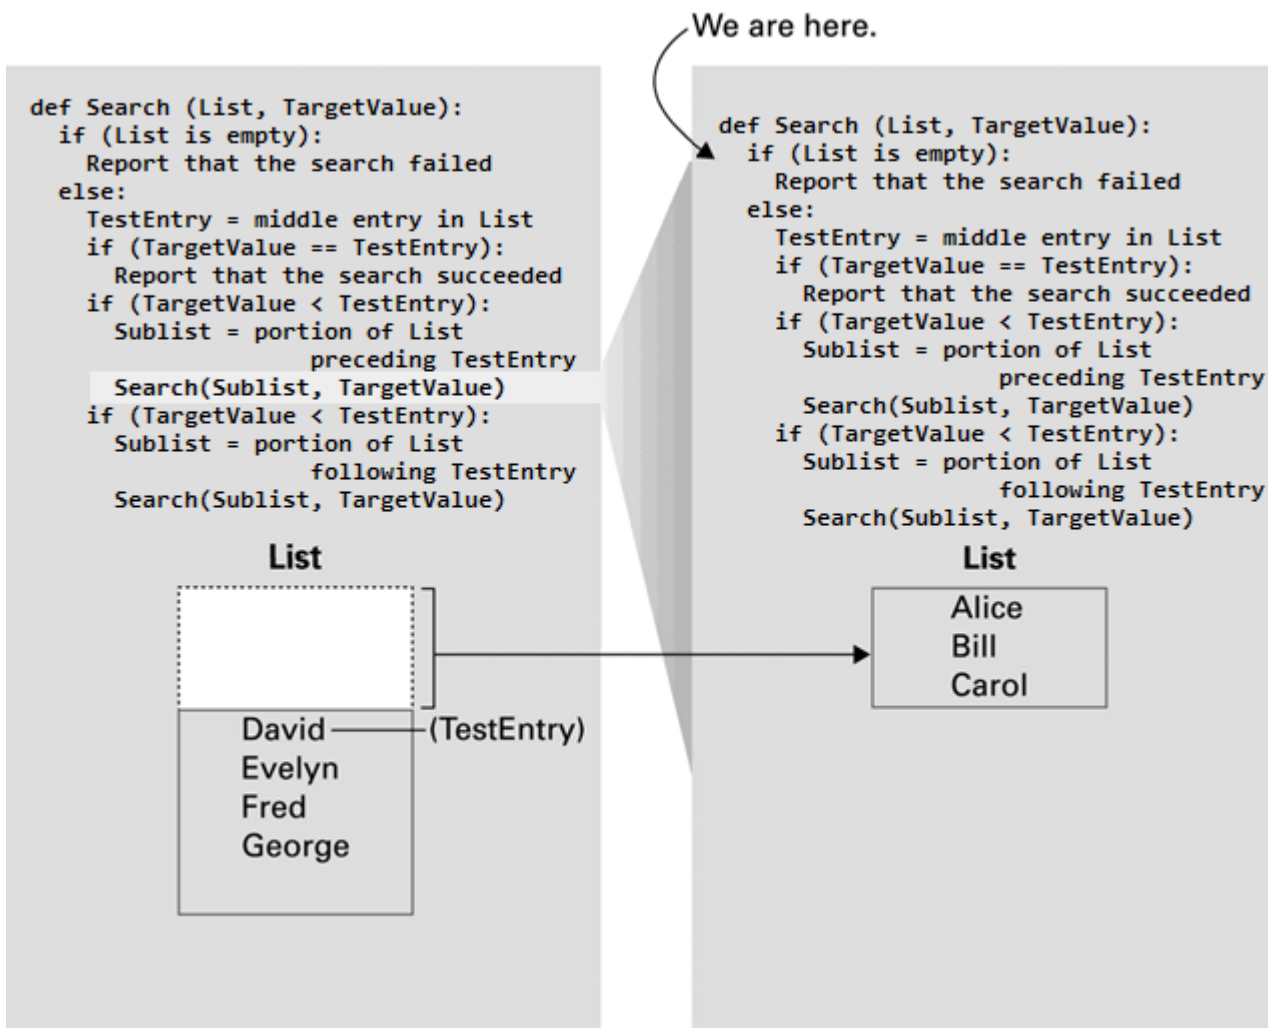 We are here.
def Search (List, TargetValue):
  if (List is empty):
    Report that the search failed
  else:
    TestEntry = middle entry in List
    if (TargetValue == TestEntry):
      Report that the search succeeded
    if (TargetValue < TestEntry):
      Sublist = portion of List
                    preceding TestEntry
      Search(Sublist, TargetValue)
    if (TargetValue < TestEntry):
      Sublist = portion of List
                    following TestEntry
      Search(Sublist, TargetValue)
List
David (TestEntry)
Evelyn
Fred
George
def Search (List, TargetValue):
  if (List is empty):
    Report that the search failed
  else:
    TestEntry = middle entry in List
    if (TargetValue == TestEntry):
      Report that the search succeeded
    if (TargetValue < TestEntry):
      Sublist = portion of List
                    preceding TestEntry
      Search(Sublist, TargetValue)
    if (TargetValue < TestEntry):
      Sublist = portion of List
                    following TestEntry
      Search(Sublist, TargetValue)
List
Alice
Bill
Carol